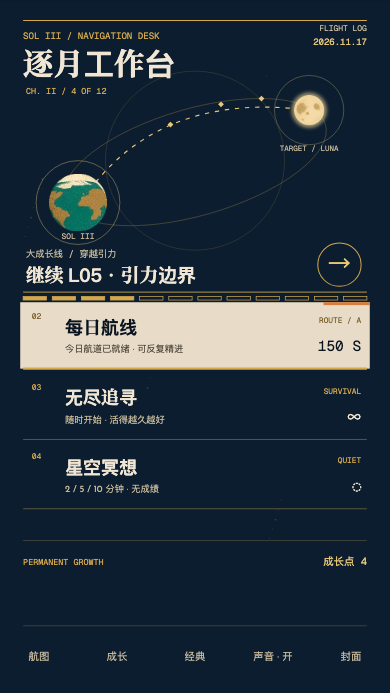 SOL III / NAVIGATION DESK
FLIGHT LOG
2026.11.17
逐月工作台
CH. II / 4 OF 12
TARGET / LUNA
SOL III
大成长线 / 穿越引力
继续 L05 · 引力边界
02
每日航线
ROUTE / A
今日航道已就绪 · 可反复精进
150 S
03
无尽追寻
SURVIVAL
随时开始 · 活得越久越好
∞
04
星空冥想
QUIET
2 / 5 / 10 分钟 · 无成绩
PERMANENT GROWTH
成长点 4
航图
成长
经典
声音 · 开
封面